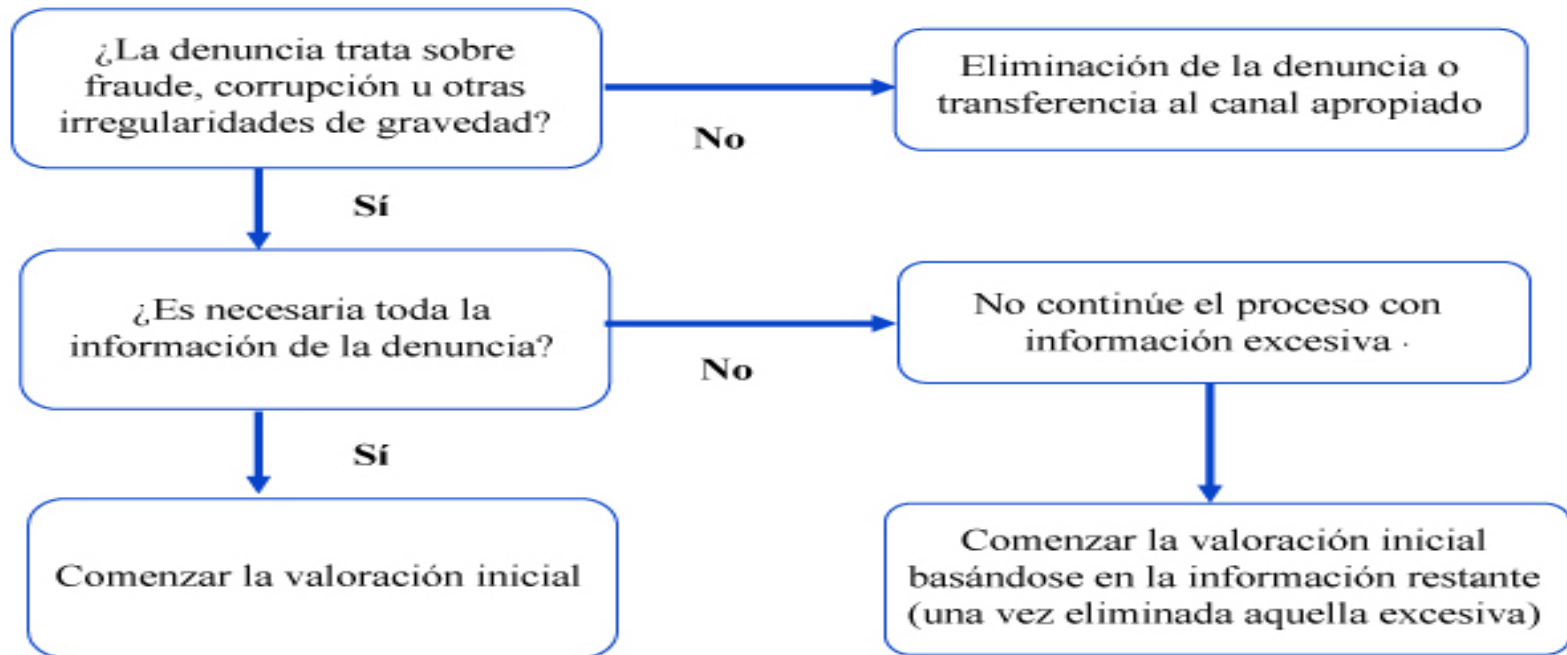 ¿La denuncia trata sobre
fraude, corrupción u otras
irregularidades de gravedad?
No
Eliminación de la denuncia o
transferencia al canal apropiado
Sí
¿Es necesaria toda la
información de la denuncia?
No
No continúe el proceso con
información excesiva .
Sí
Comenzar la valoración inicial
Comenzar la valoración inicial
basándose en la información restante
(una vez eliminada aquella excesiva)